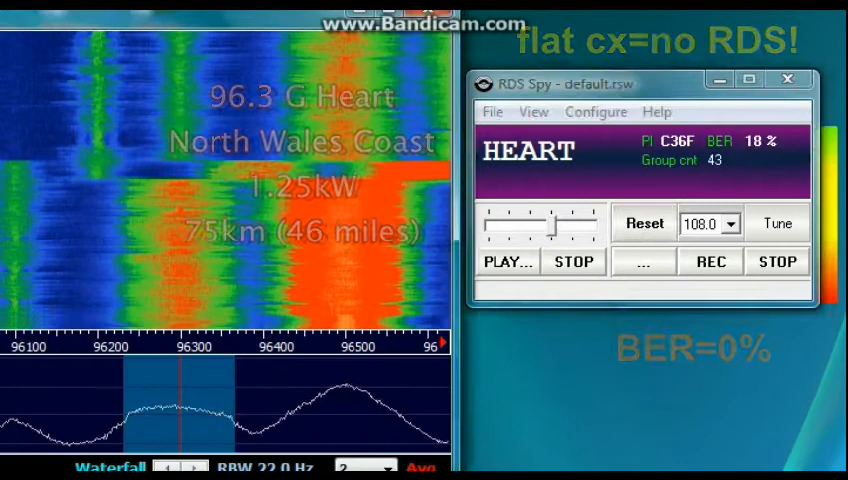 www.Bandicam.com
flat cx=no RDS!
96.3 G Heart
North Wales Coast
1.25kW
75km (46 miles)
96100 96200 96300 96400 96500 96
Waterfall RBW 22.0 Hz 2 Avg
RDS Spy - default.rsw
File View Configure Help
HEART
PI C36F BER 18 %
Group cnt 43
Reset 108.0 Tune
PLAY... STOP ... REC STOP
BER=0%